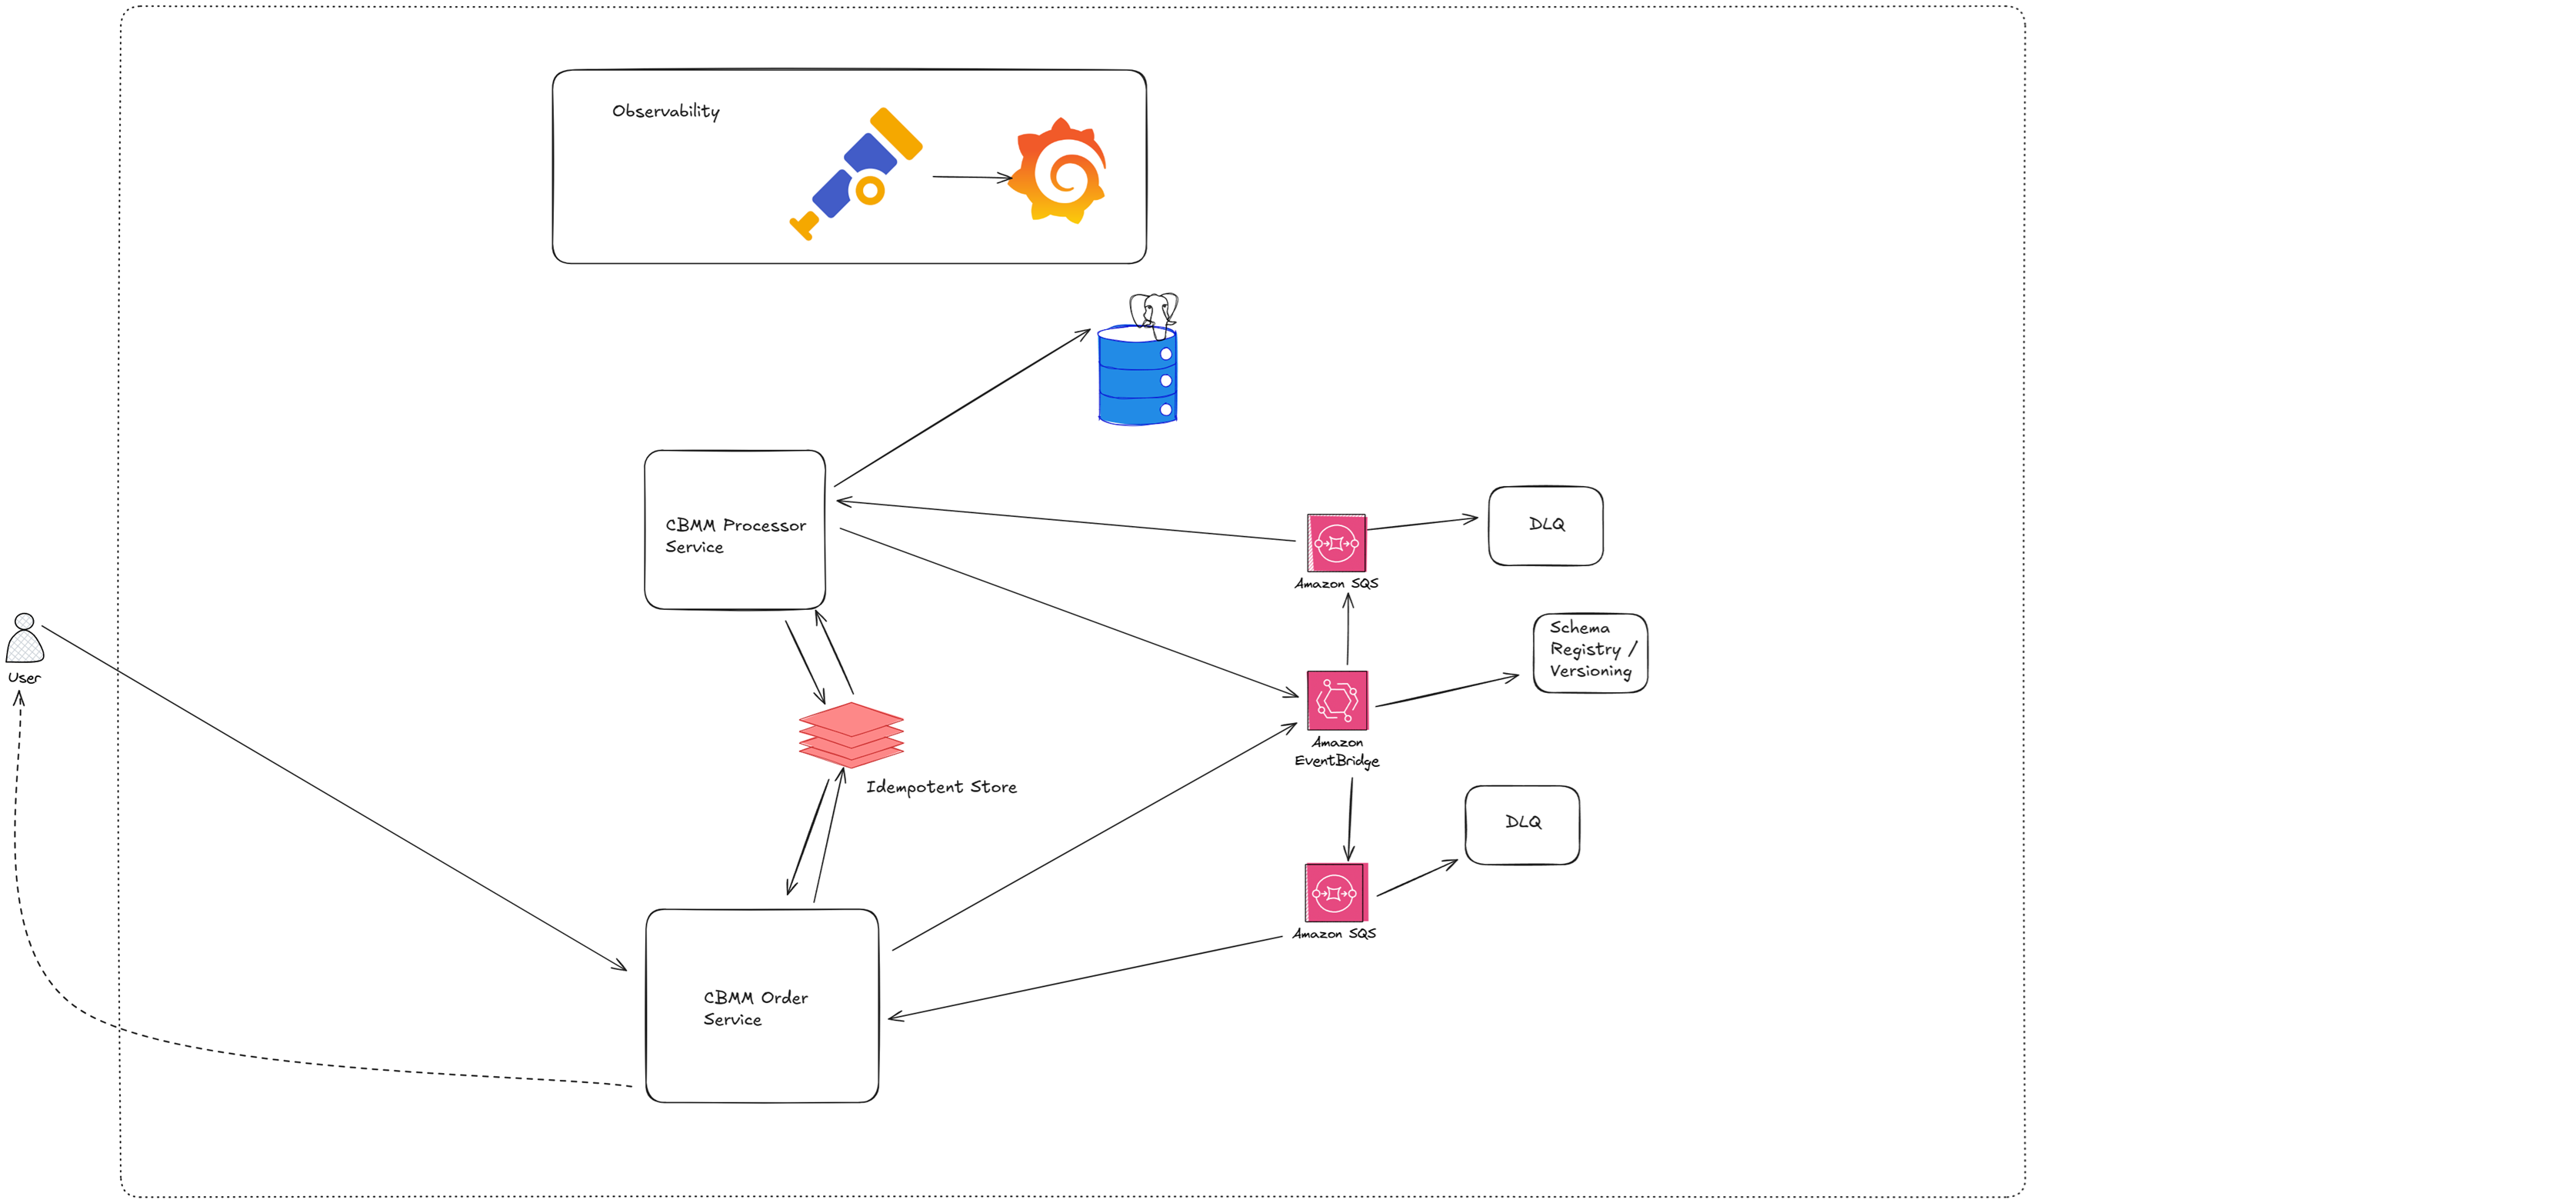 Observability
CBMM Processor
Service
Amazon SQS
DLQ
Schema
Registry /
Versioning
User
Amazon
EventBridge
Idempotent Store
DLQ
Amazon SQS
CBMM Order
Service